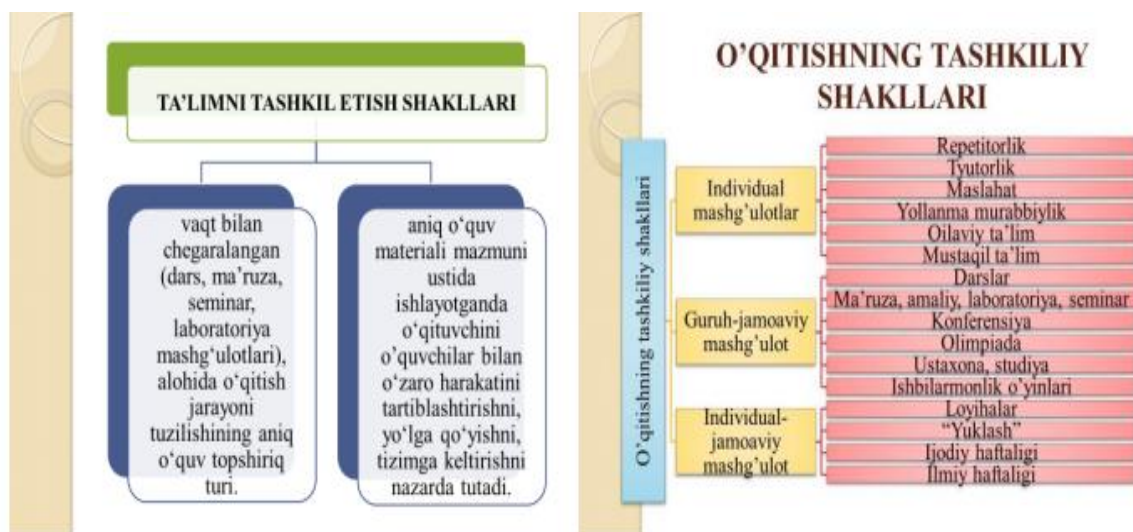 TA’LIMNI TASHKIL ETISH SHAKLLARI
vaqt bilan
chegaralangan
(dars, ma’ruza,
seminar,
laboratoriya
mashg‘ulotlari),
alohida o‘qitish
jarayoni
tuzilishining aniq
o‘quv topshiriq
turi.
aniq o‘quv
materiali mazmuni
ustida
ishlayotganda
o‘qituvchini
o’quvchilar bilan
o‘zaro harakatini
tartiblashtirishni,
yo‘lga qo‘yishni,
tizimga keltirishni
nazarda tutadi.
O’QITISHNING TASHKILIY
SHAKLLARI
O’qitishning tashkiliy shakllari
Individual
mashg’ulotlar
Repetitorlik
Tyutorlik
Maslahat
Yollanma murabbiylik
Oilaviy ta’lim
Mustaqil ta’lim
Guruh-jamoaviy
mashg’ulot
Darslar
Ma’ruza, amaliy, laboratoriya, seminar
Konferensiya
Olimpiada
Ustaxona, studiya
Ishbilarmonlik o’yinlari
Individual-
jamoaviy
mashg’ulot
Loyihalar
“Yuklash”
Ijodiy haftaligi
Ilmiy haftaligi